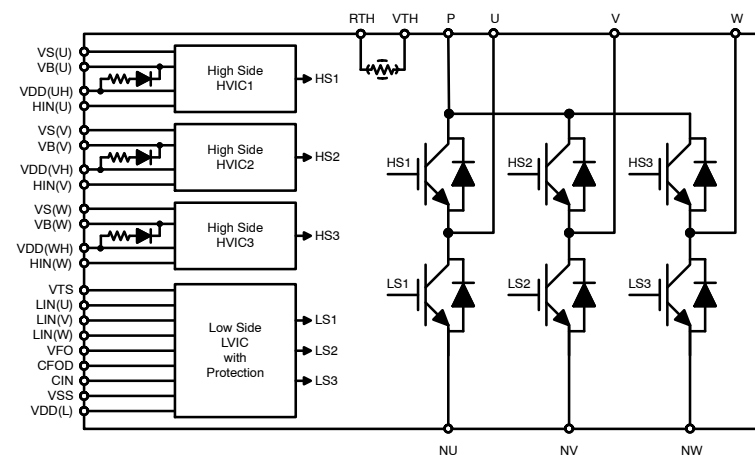 RTH VTH P U V W
VS(U)
VB(U)
VDD(UH)
HIN(U)
High Side
HVIC1
HS1
VS(V)
VB(V)
VDD(VH)
HIN(V)
High Side
HVIC2
HS2
VS(W)
VB(W)
VDD(WH)
HIN(W)
High Side
HVIC3
HS3
VTS
LIN(U)
LIN(V)
LIN(W)
VFO
CFOD
CIN
VSS
VDD(L)
Low Side
LVIC
with
Protection
LS1
LS2
LS3
HS1 HS2 HS3
LS1 LS2 LS3
NU NV NW